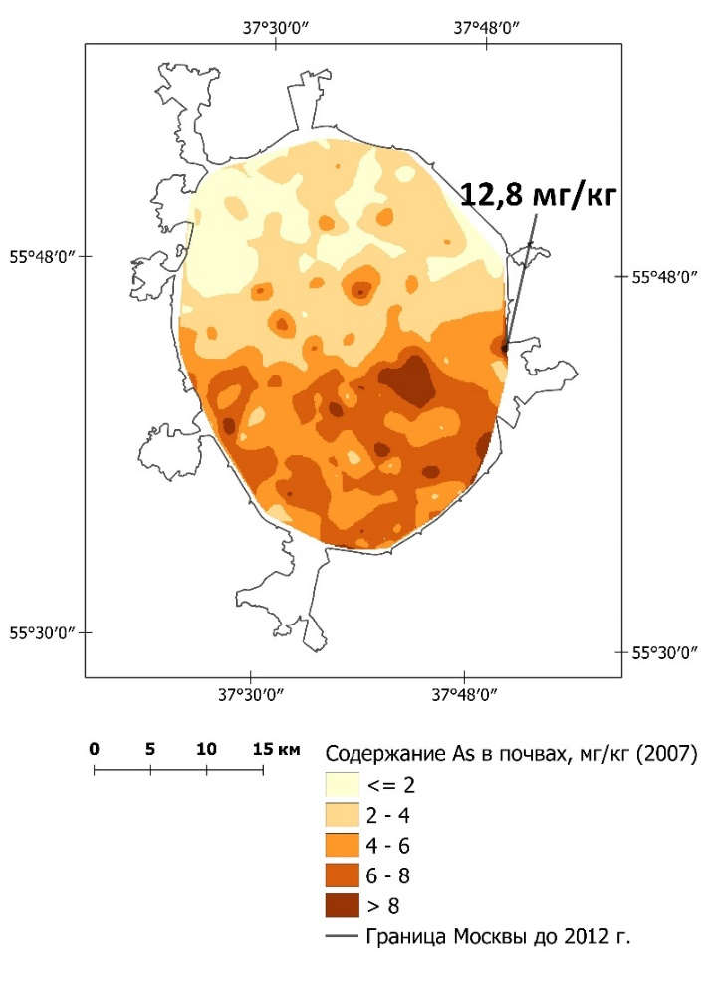 37°30′0″ 37°48′0″
12,8 мг/кг
55°48′0″
55°48′0″
55°30′0″
55°30′0″
37°30′0″ 37°48′0″
0 5 10 15 км
Содержание As в почвах, мг/кг (2007)
<= 2
2 - 4
4 - 6
6 - 8
> 8
Граница Москвы до 2012 г.